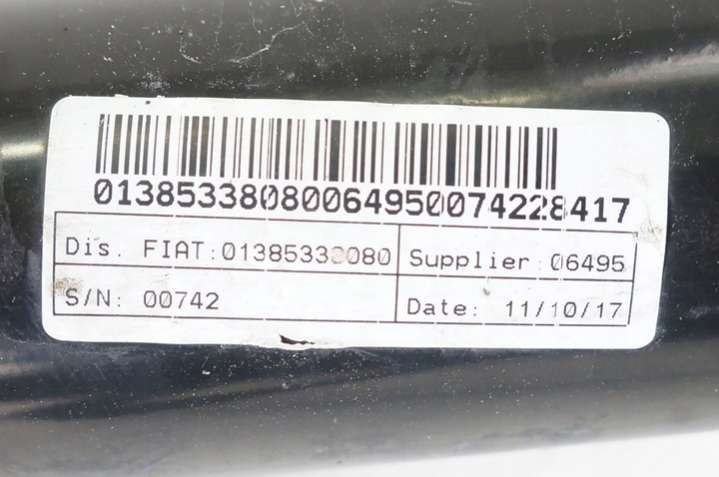 01385338080064950074228417
Dis. FIAT:01385338080
Supplier 06495
S/N: 00742
Date: 11/10/17